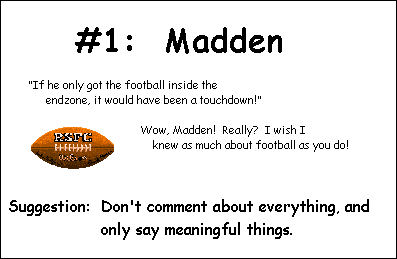 #1:  Madden
"If he only got the football inside the
endzone, it would have been a touchdown!"
Wow, Madden!  Really?  I wish I
knew as much about football as you do!
RSFC
Suggestion:  Don't comment about everything, and
only say meaningful things.